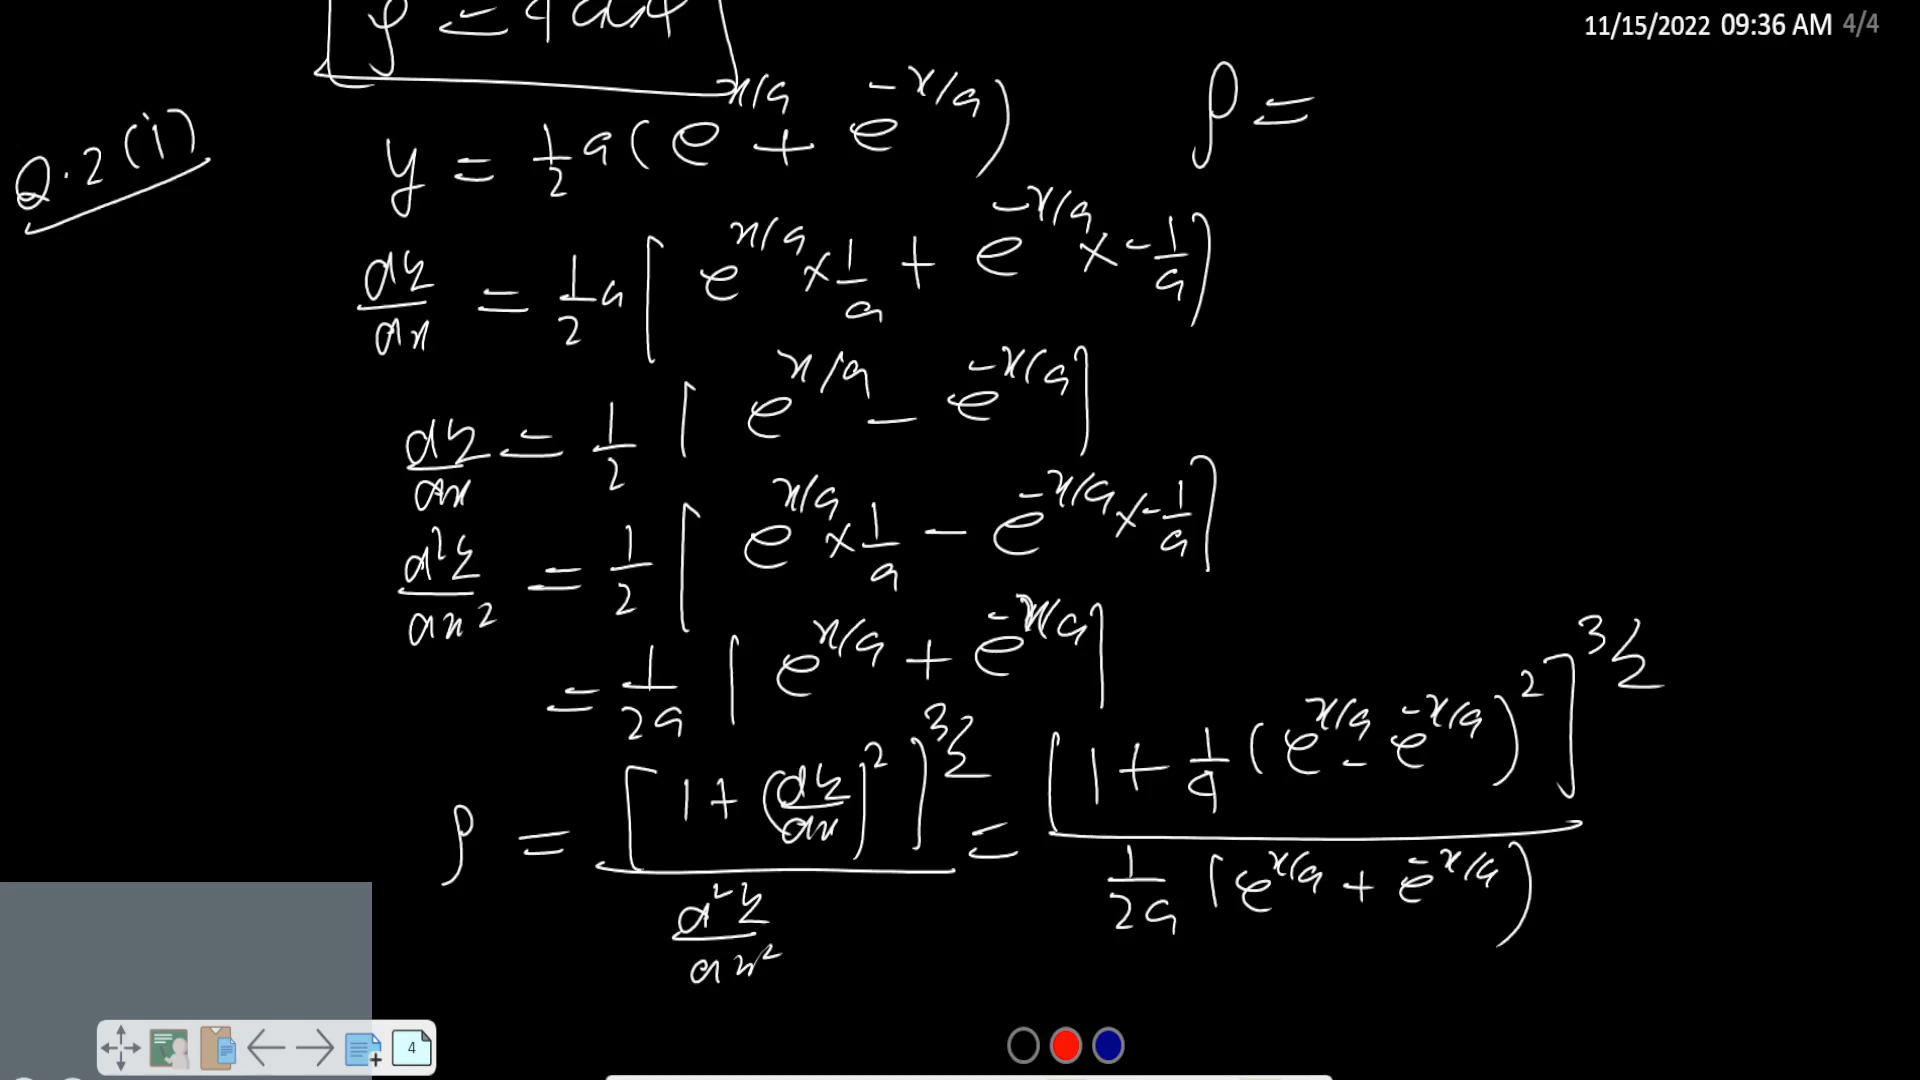 11/15/2022 09:36 AM 4/4
Q.2(i)
y = 1/2 a(e^x/a + e^-x/a) ρ =
dy/dx = 1/2 a[e^x/a × 1/a + e^-x/a × -1/a)
dy/dx = 1/2 [e^x/a - e^-x/a]
d²y/dx² = 1/2 [e^x/a × 1/a - e^-x/a × -1/a]
= 1/2a [e^x/a + e^-x/a]
ρ = [1 + (dy/dx)²]^3/2 / d²y/dx² = [1 + 1/4 (e^x/a - e^-x/a)²]^3/2 / 1/2a [e^x/a + e^-x/a)
4